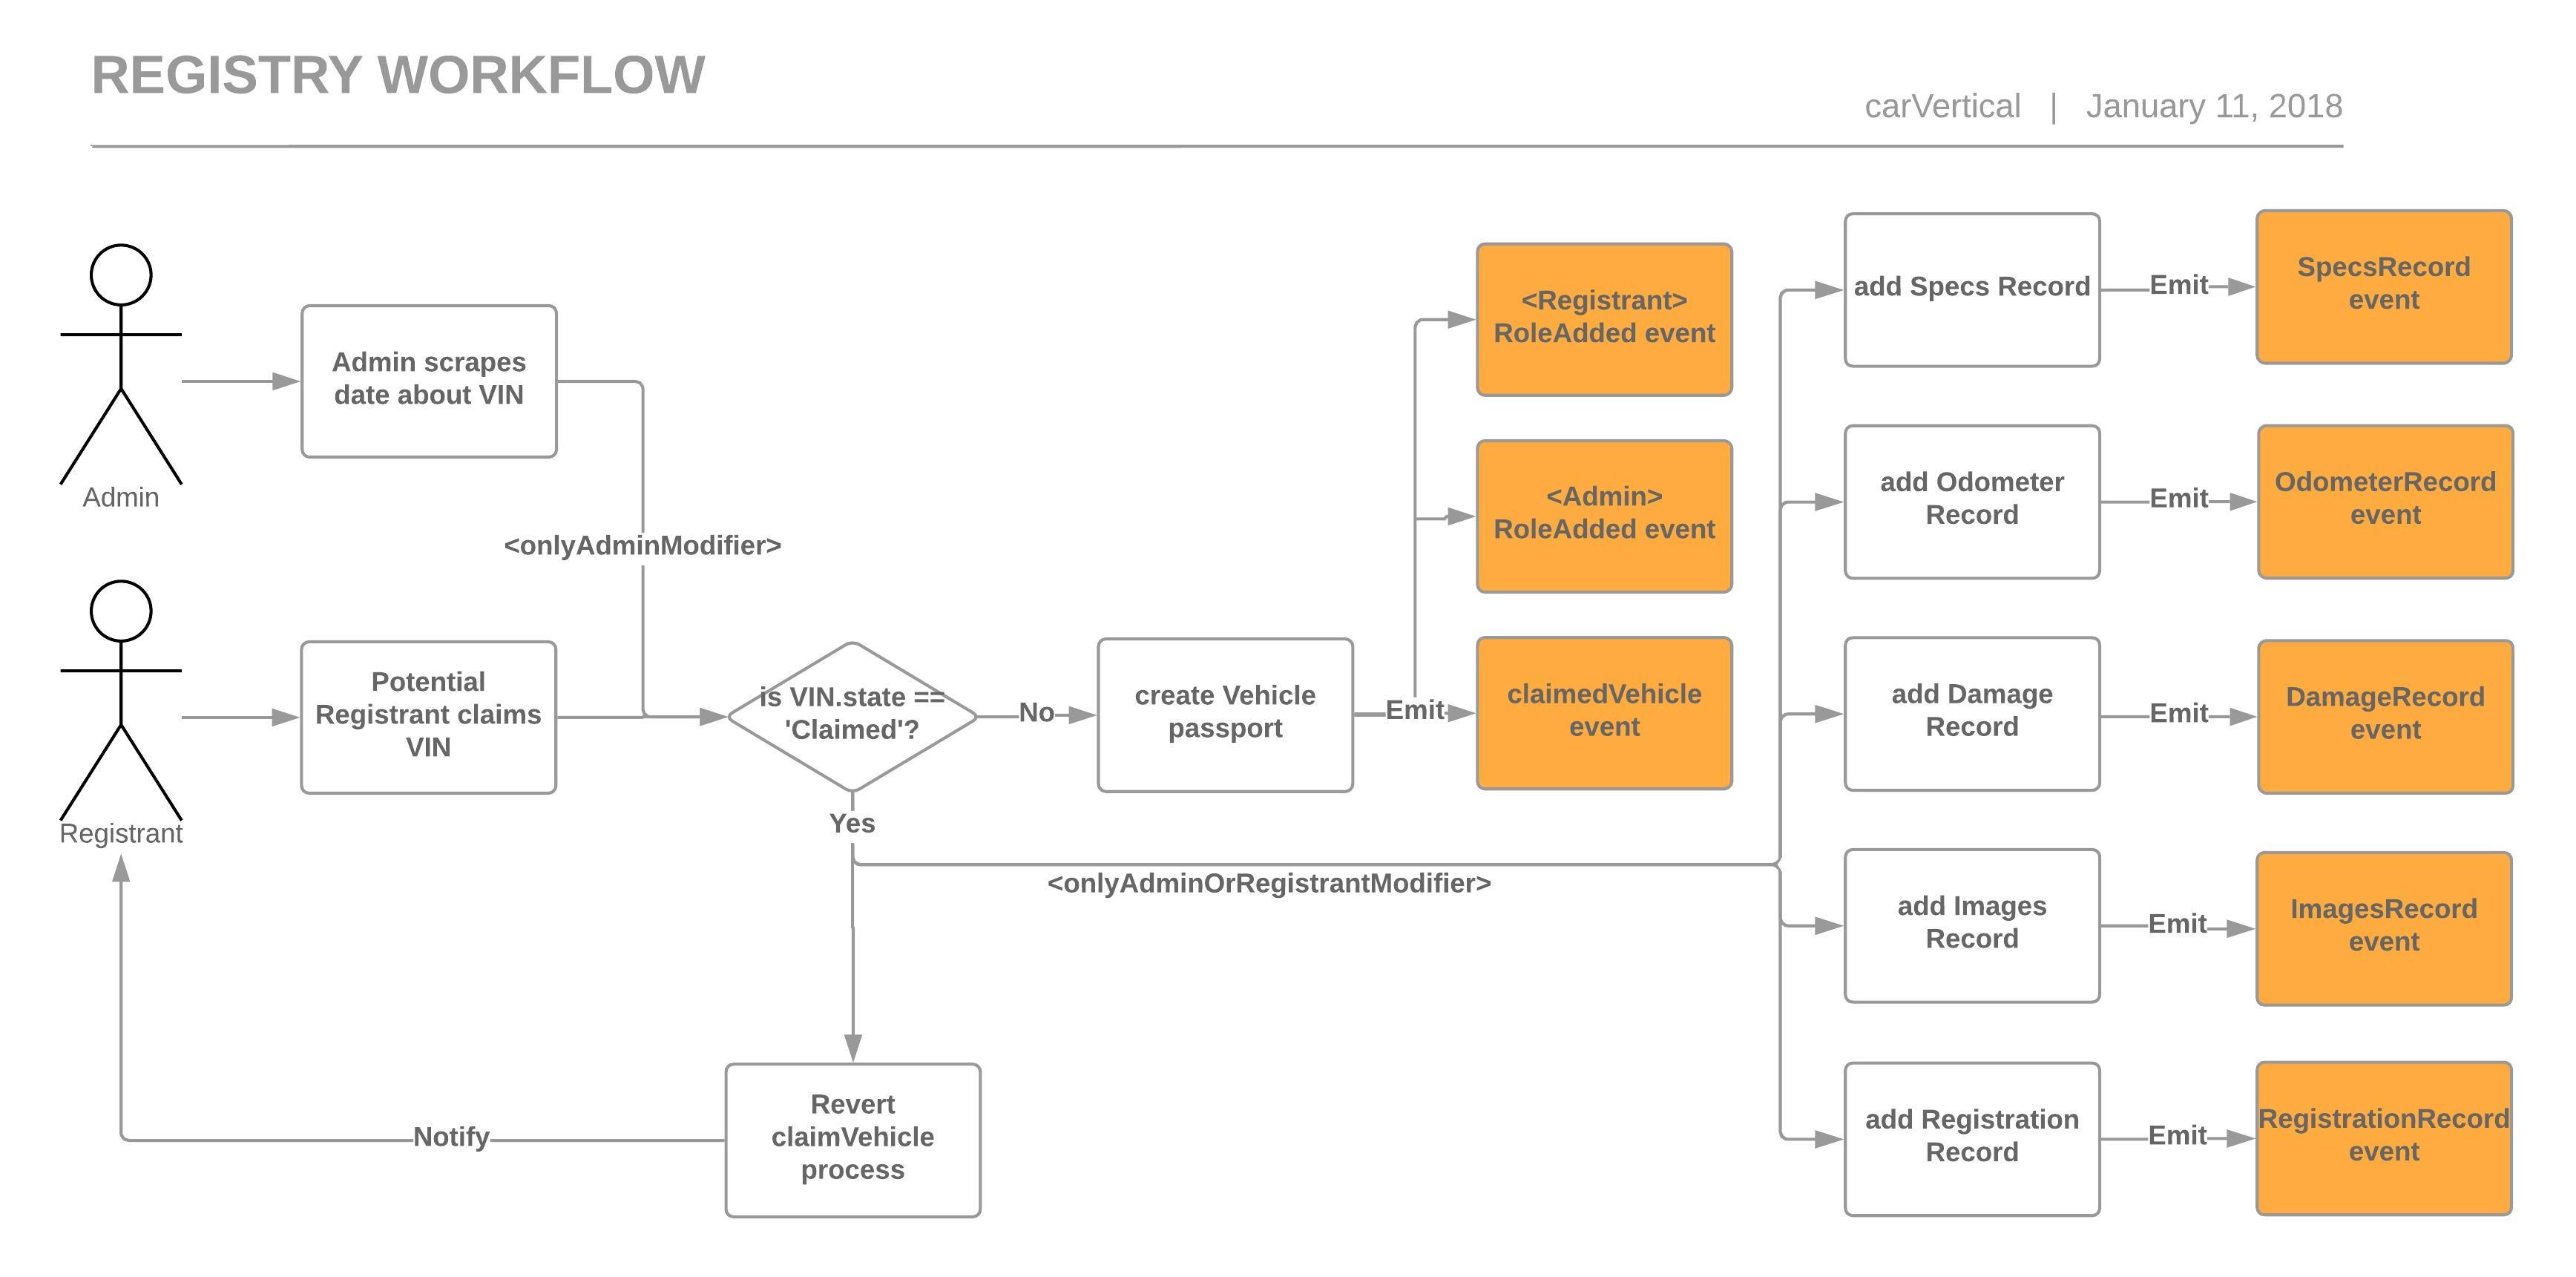 REGISTRY WORKFLOW
carVertical | January 11, 2018
Admin
Admin scrapes
date about VIN
<onlyAdminModifier>
Registrant
Potential
Registrant claims
VIN
is VIN.state ==
'Claimed'?
No
create Vehicle
passport
Emit
<Registrant>
RoleAdded event
<Admin>
RoleAdded event
claimedVehicle
event
Yes
<onlyAdminOrRegistrantModifier>
Revert
claimVehicle
process
Notify
add Specs Record
Emit
SpecsRecord
event
add Odometer
Record
Emit
OdometerRecord
event
add Damage
Record
Emit
DamageRecord
event
add Images
Record
Emit
ImagesRecord
event
add Registration
Record
Emit
RegistrationRecord
event